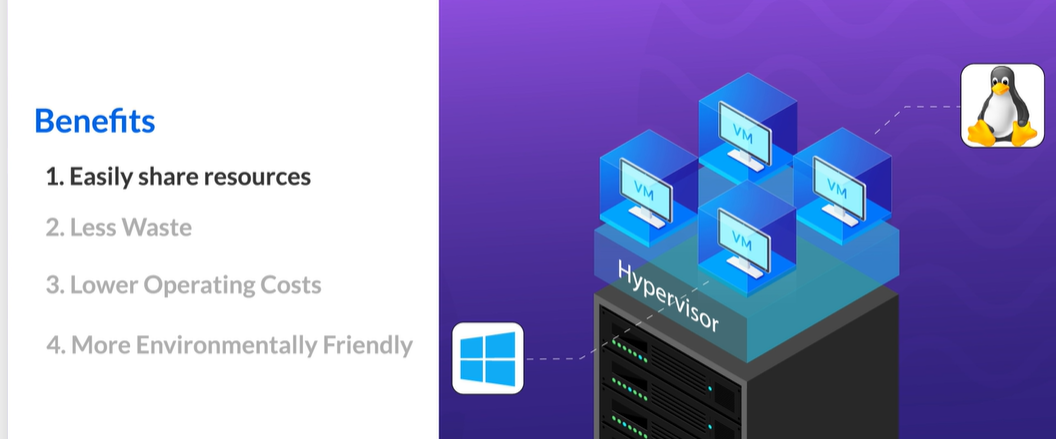 Benefits
1. Easily share resources
2. Less Waste
3. Lower Operating Costs
4. More Environmentally Friendly
VM
VM
VM
VM
Hypervisor